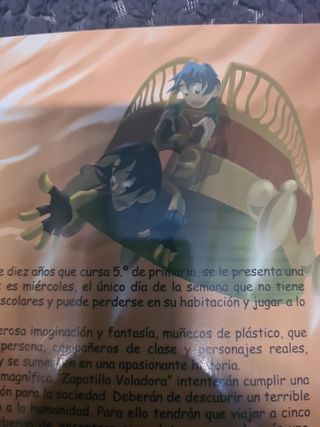 e diez años que cursa 5.º de primaria, se le presenta una
: es miércoles, el único día de la semana que no tiene
scolares y puede perderse en su habitación y jugar a lo
erosa imaginación y fantasía, muñecos de plástico, que
persona, compañeros de clase y personajes reales,
y se sumergen en una apasionante historia.
magnífica "Zapatilla Voladora" intentarán cumplir una
ón para la sociedad. Deberán de descubrir un terrible
a la humanidad. Para ello tendrán que viajar a cinco